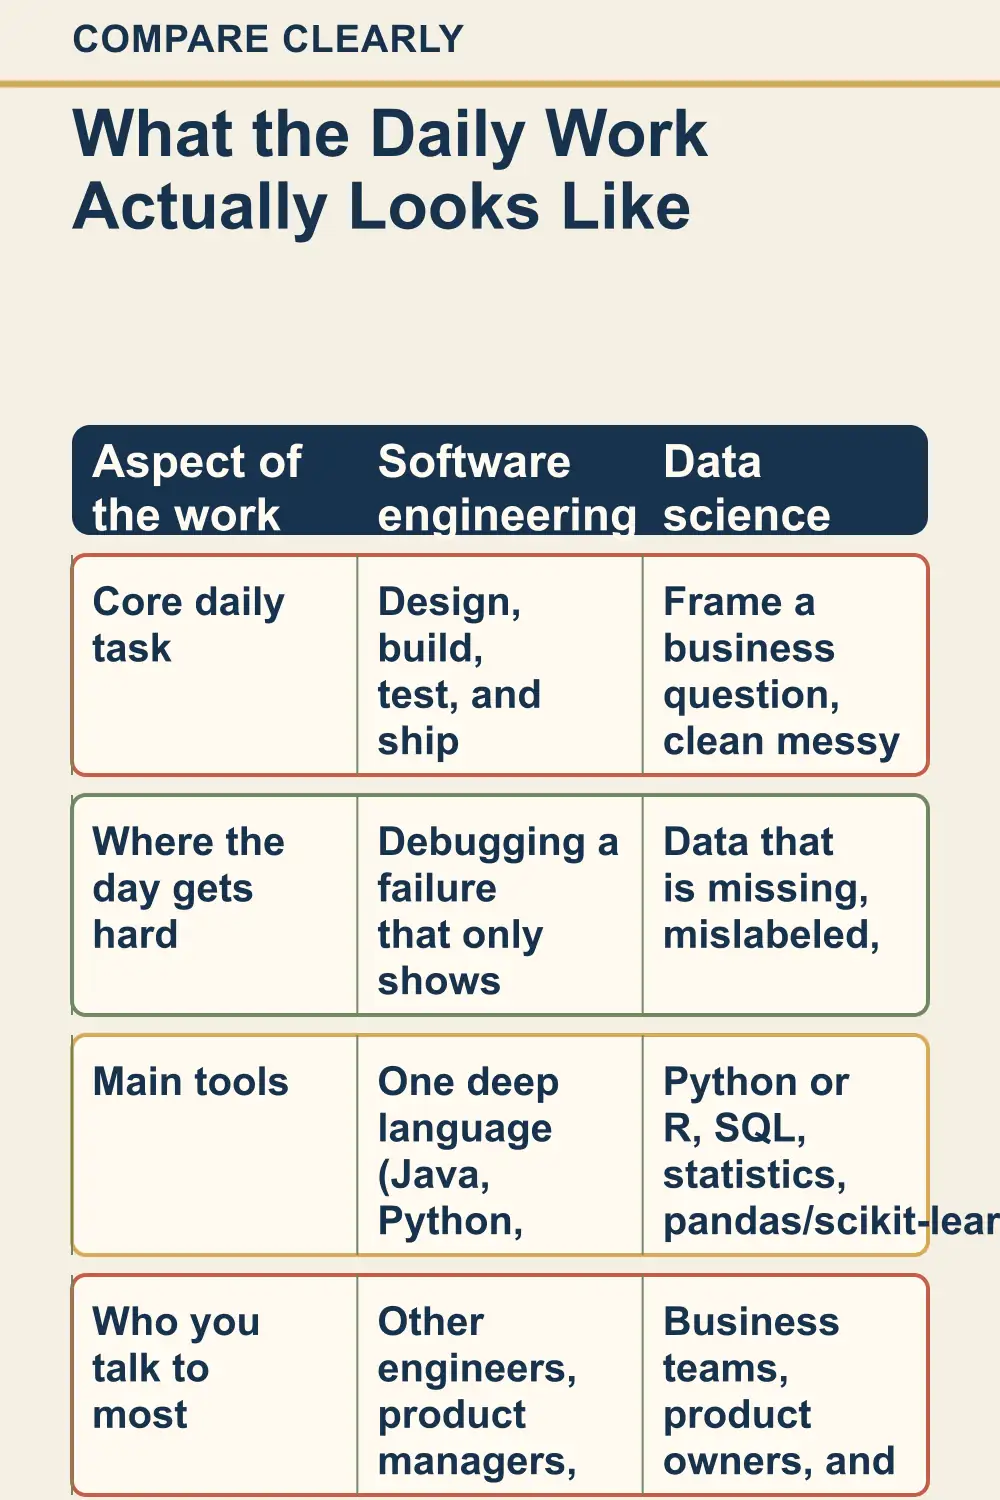 COMPARE CLEARLY
What the Daily Work
Actually Looks Like
Aspect of
the work
Software
engineering
Data
science
Core daily
task
Design,
build,
test, and
ship
Frame a
business
question,
clean messy
Where the
day gets
hard
Debugging a
failure
that only
shows
Data that
is missing,
mislabeled,
Main tools
One deep
language
(Java,
Python,
Python or
R, SQL,
statistics,
pandas/scikit-lear
Who you
talk to
most
Other
engineers,
product
managers,
Business
teams,
product
owners, and